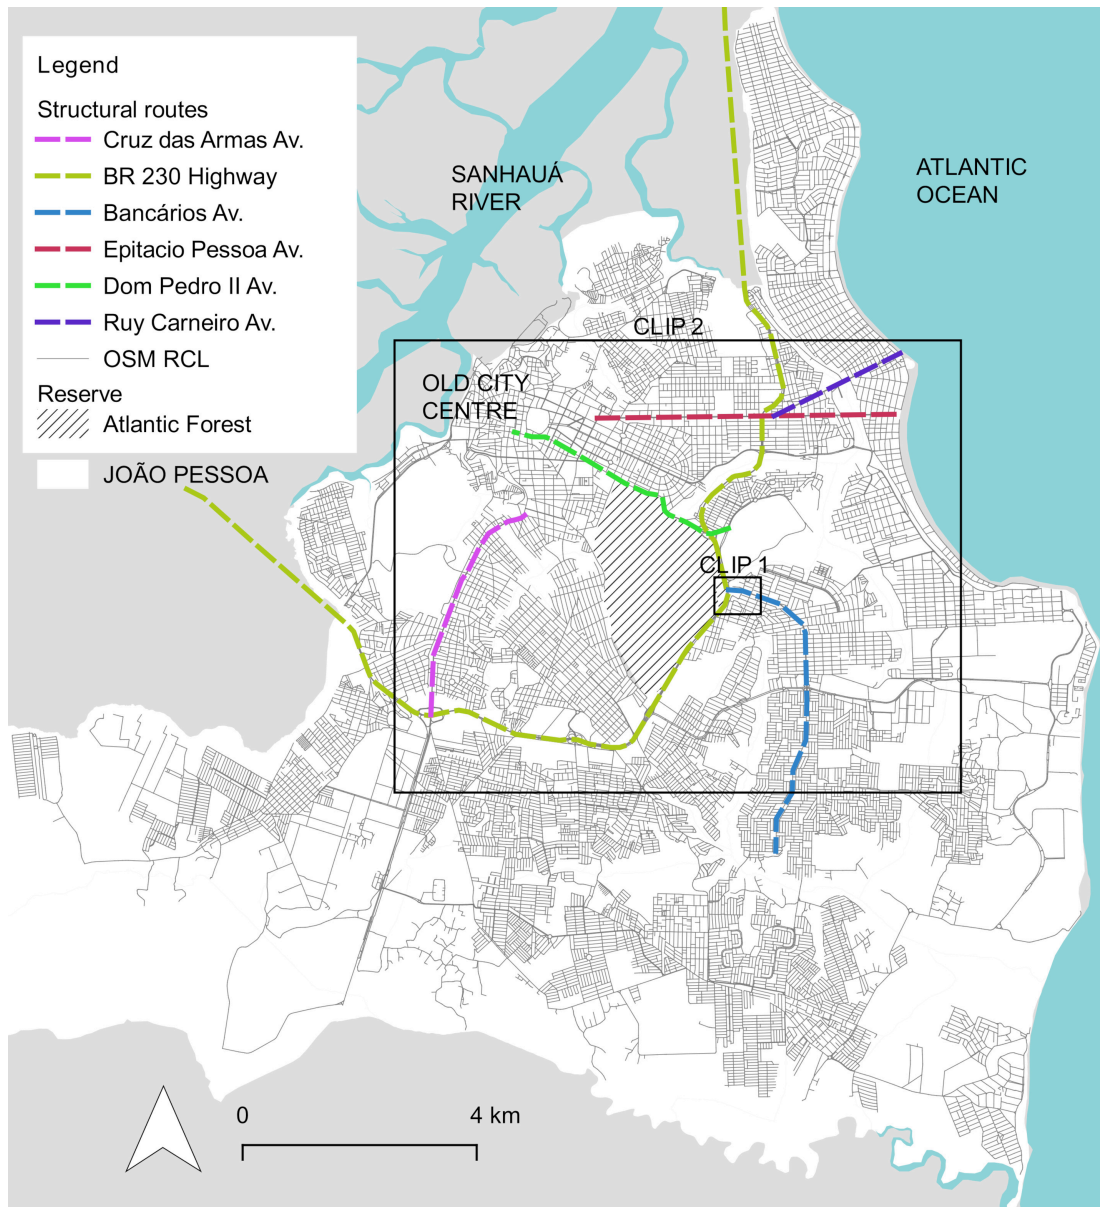 Legend
Structural routes
Cruz das Armas Av.
BR 230 Highway
Bancários Av.
Epitacio Pessoa Av.
Dom Pedro II Av.
Ruy Carneiro Av.
OSM RCL
Reserve
Atlantic Forest
JOÃO PESSOA
SANHAUÁ
RIVER
ATLANTIC
OCEAN
CLIP 2
OLD CITY
CENTRE
CLIP 1
0 4 km